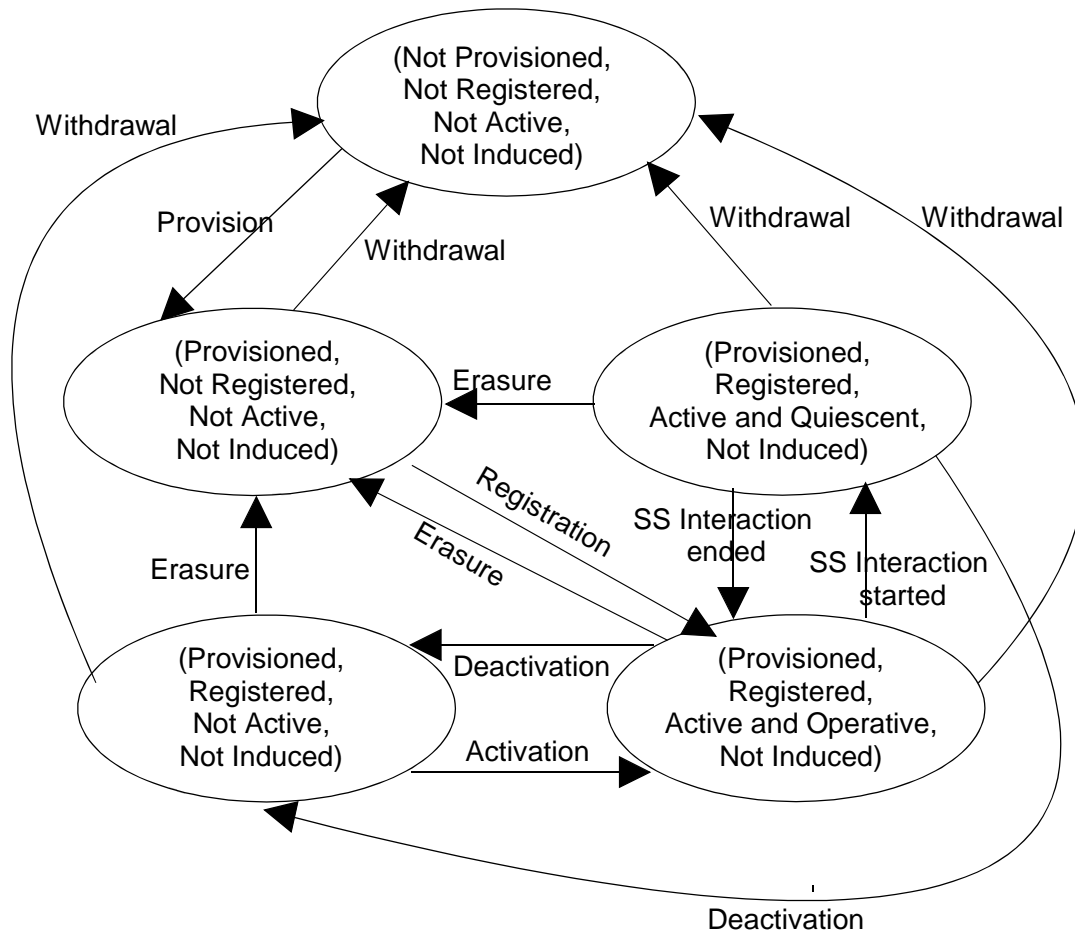 (Not Provisioned,
Not Registered,
Not Active,
Not Induced)
Withdrawal
Provision
Withdrawal
Withdrawal
Withdrawal
(Provisioned,
Not Registered,
Not Active,
Not Induced)
Erasure
(Provisioned,
Registered,
Active and Quiescent,
Not Induced)
Registration
Erasure
SS Interaction
ended
SS Interaction
started
Erasure
(Provisioned,
Registered,
Not Active,
Not Induced)
Deactivation
Activation
(Provisioned,
Registered,
Active and Operative,
Not Induced)
Deactivation